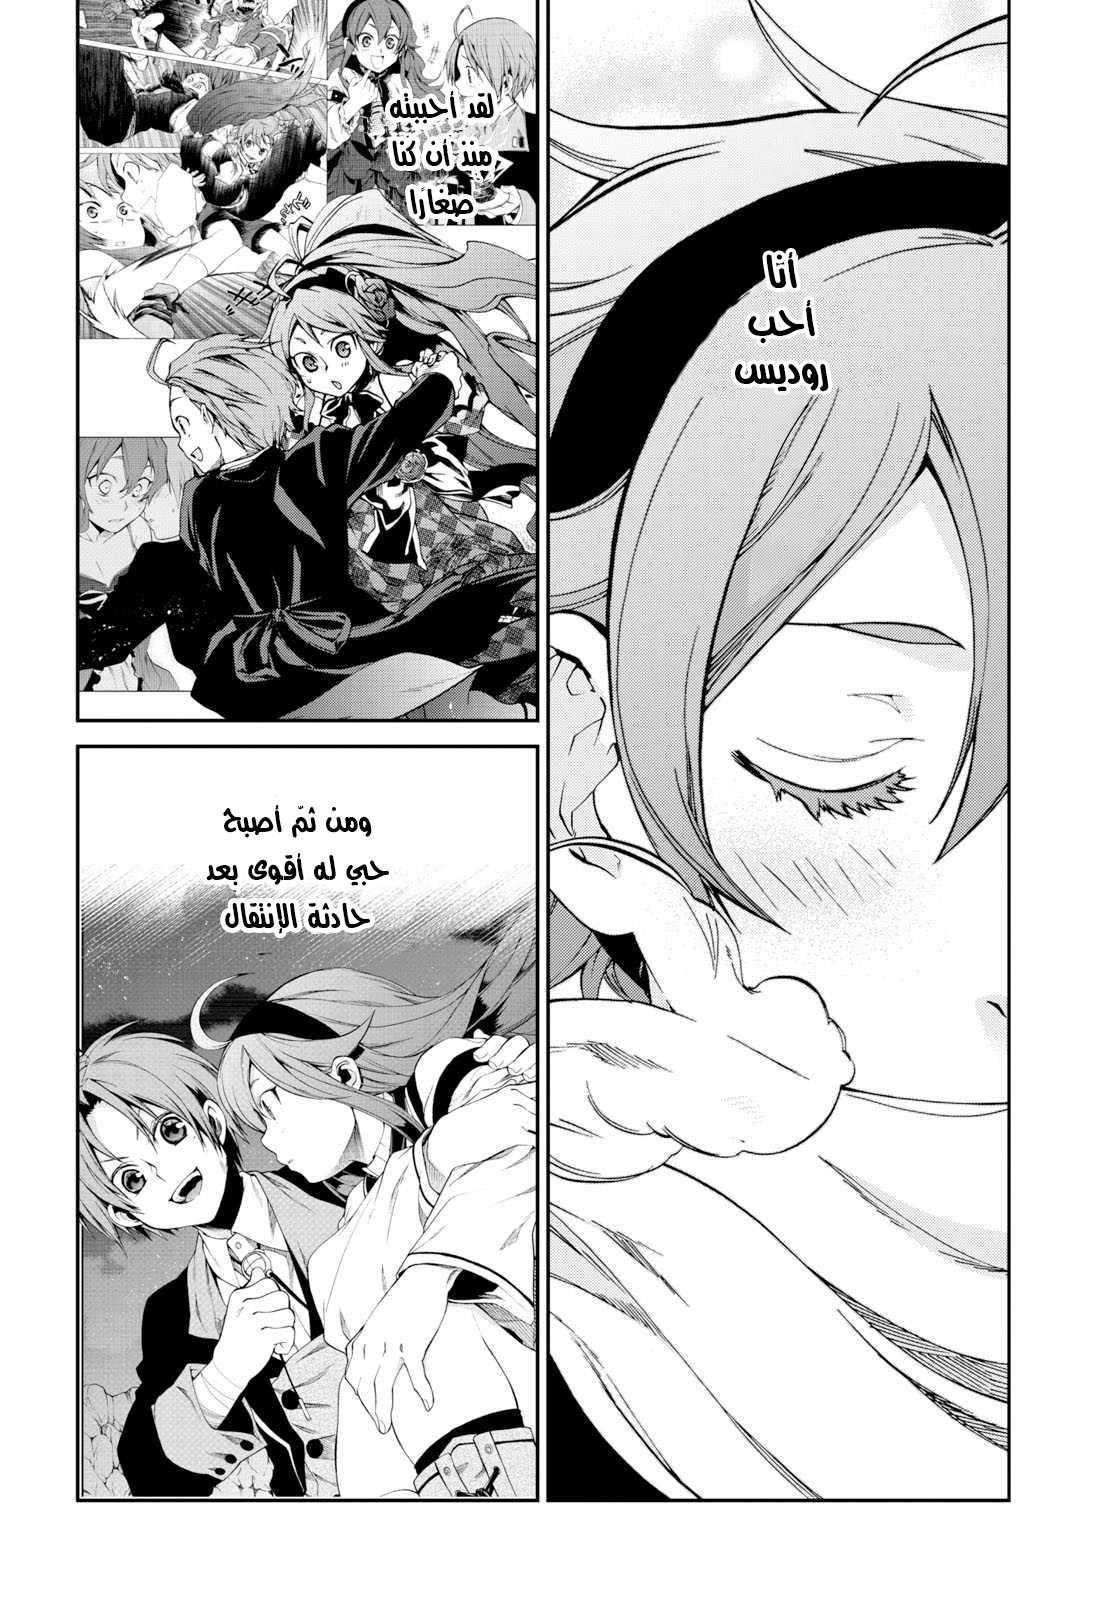 أنا
أحب
روديس
لقد أحببته
منذ أن كنا
صغارًا
ومن ثمّ أصبح
حبي له أقوى بعد
حادثة الإنتقال